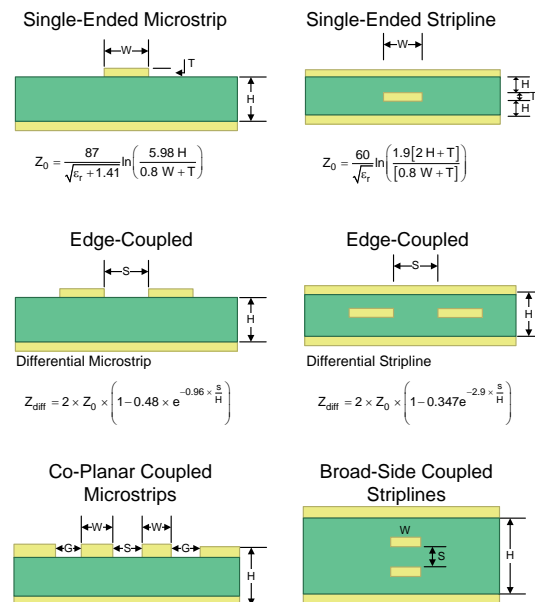 Single-Ended Microstrip
W
T
H
Z₀ = 87 / √(εᵣ + 1.41) ln( 5.98 H / 0.8 W + T )
Single-Ended Stripline
W
H
T
H
Z₀ = 60 / √εᵣ ln( 1.9[2 H + T] / [0.8 W + T] )
Edge-Coupled
S
H
Differential Microstrip
Z_diff = 2 × Z₀ × ( 1 − 0.48 × e^(−0.96 × s/H) )
Edge-Coupled
S
H
Differential Stripline
Z_diff = 2 × Z₀ × ( 1 − 0.347e^(−2.9 × s/H) )
Co-Planar Coupled
Microstrips
G W S W G
H
Broad-Side Coupled
Striplines
W
S
H